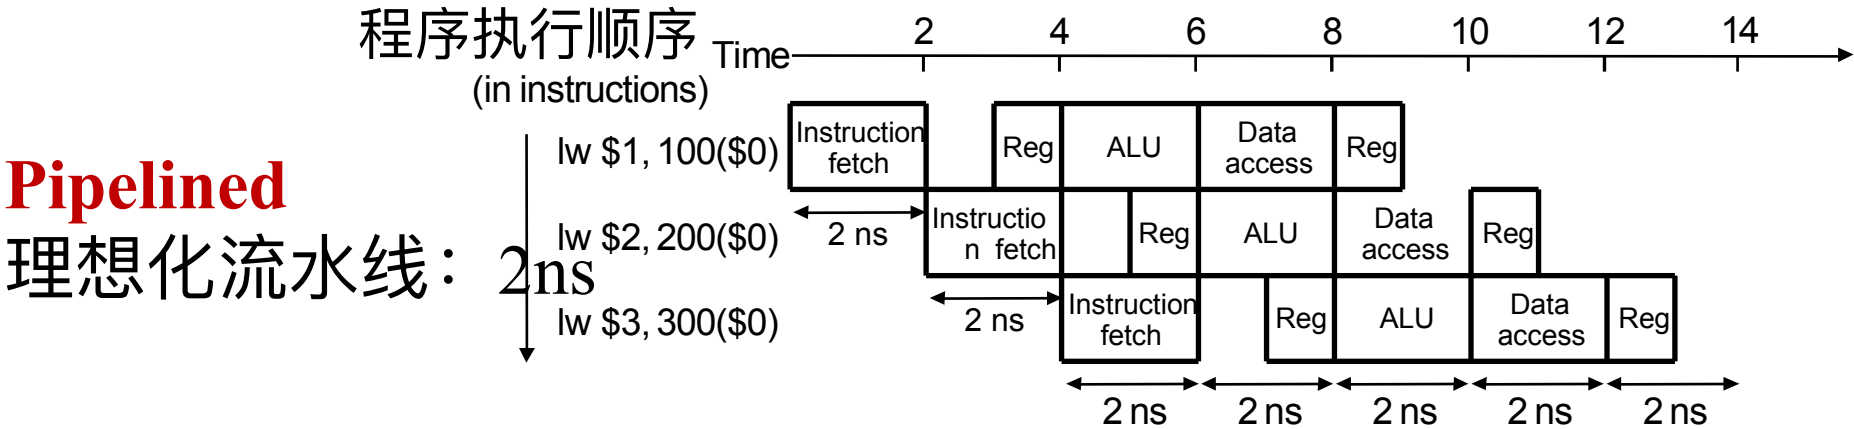 程序执行顺序
(in instructions)
Time
2 4 6 8 10 12 14
Pipelined
理想化流水线：2ns
lw $1, 100($0)
Instruction
fetch
Reg
ALU
Data
access
Reg
2 ns
lw $2, 200($0)
Instructio
n fetch
Reg
ALU
Data
access
Reg
2 ns
lw $3, 300($0)
Instruction
fetch
Reg
ALU
Data
access
Reg
2 ns 2 ns 2 ns 2 ns 2 ns